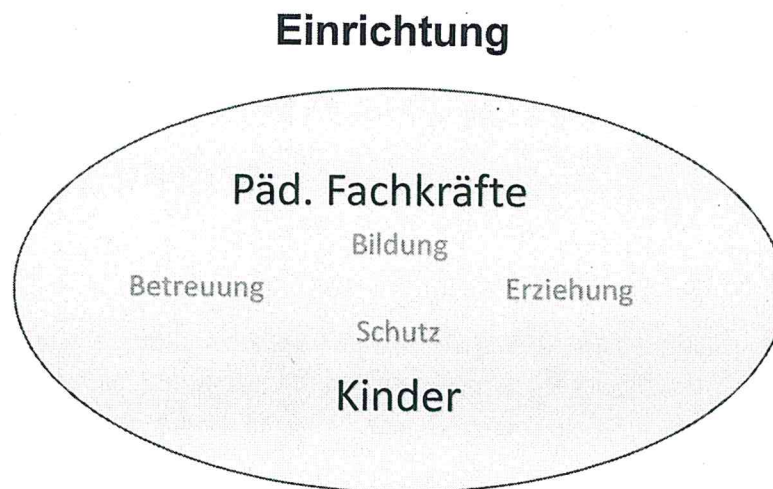 Einrichtung
Päd. Fachkräfte
Bildung
Betreuung Erziehung
Schutz
Kinder